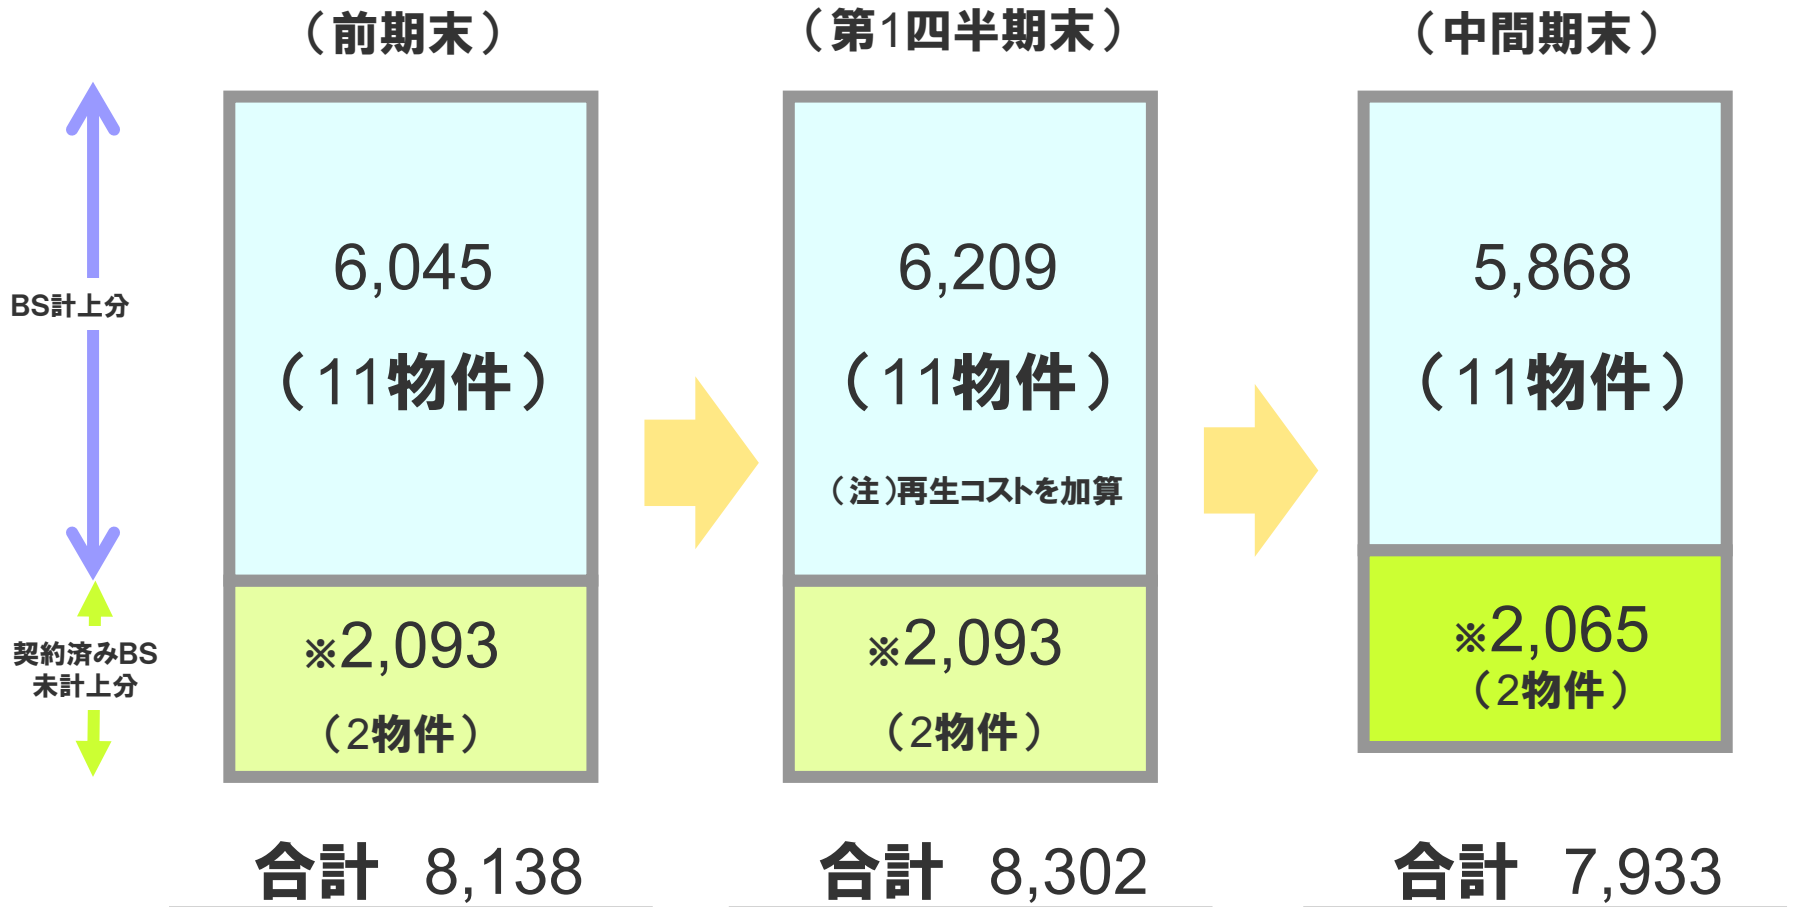 （前期末）
（第1四半期末）
（中間期末）
BS計上分
契約済みBS
未計上分
6,045
（11物件）
※2,093
（2物件）
合計 8,138
6,209
（11物件）
（注）再生コストを加算
※2,093
（2物件）
合計 8,302
5,868
（11物件）
※2,065
（2物件）
合計 7,933